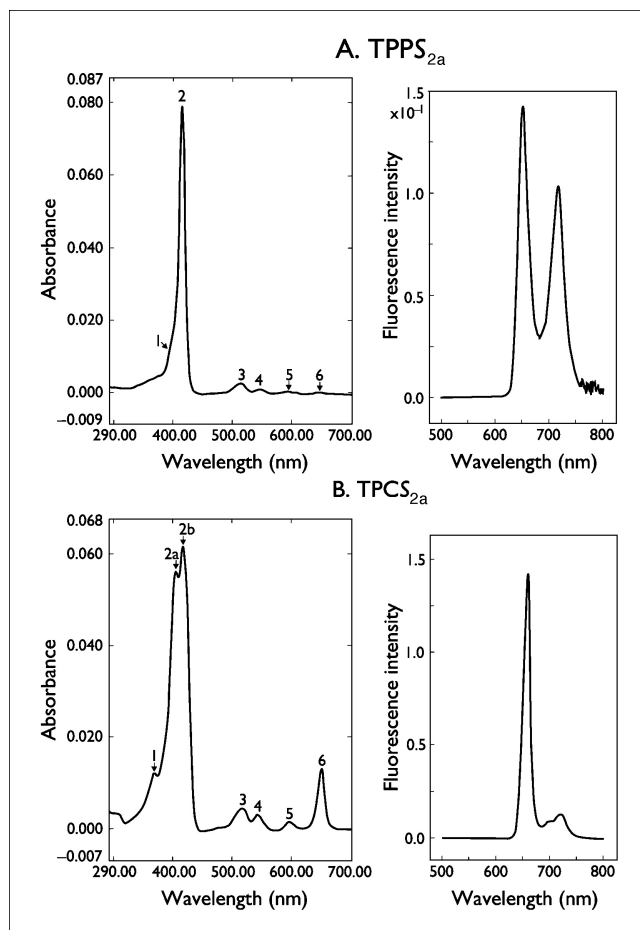 A. TPPS2a
0.087
0.080
0.060
0.040
0.020
0.000
−0.009
Absorbance
1
2
3
4
5
6
290.00 400.00 500.00 600.00 700.00
Wavelength (nm)
1.5
×10−1
1.0
0.5
0.0
Fluorescence intensity
500 600 700 800
Wavelength (nm)
B. TPCS2a
0.068
0.060
0.040
0.020
0.000
−0.007
Absorbance
1
2a
2b
3
4
5
6
290.00 400.00 500.00 600.00 700.00
Wavelength (nm)
1.5
1.0
0.5
0.0
Fluorescence intensity
500 600 700 800
Wavelength (nm)